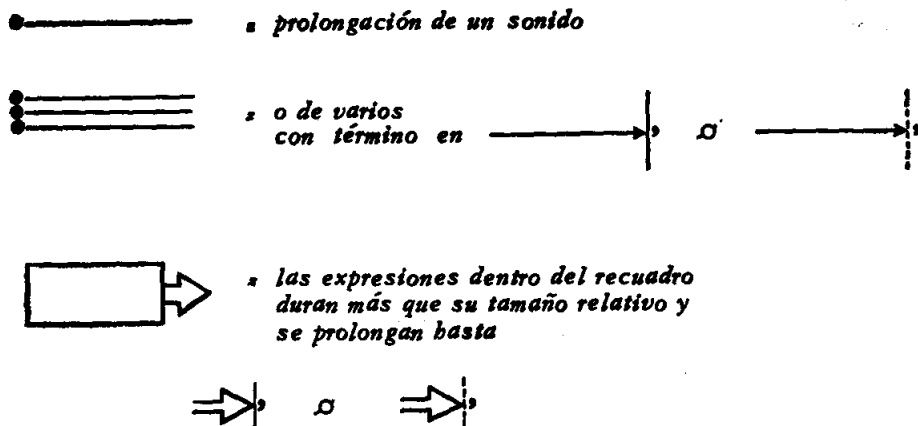 = prolongación de un sonido
= o de varios
con término en , o ,
= las expresiones dentro del recuadro
duran más que su tamaño relativo y
se prolongan hasta
, o ,